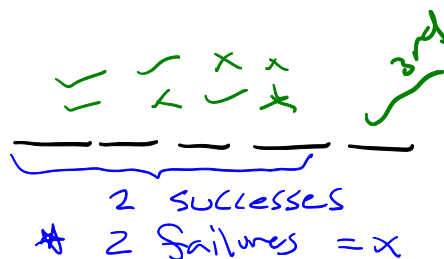 ✓ ✓ x x
✓ x ✓ x
3rd ✓
2 successes
* 2 failures = x